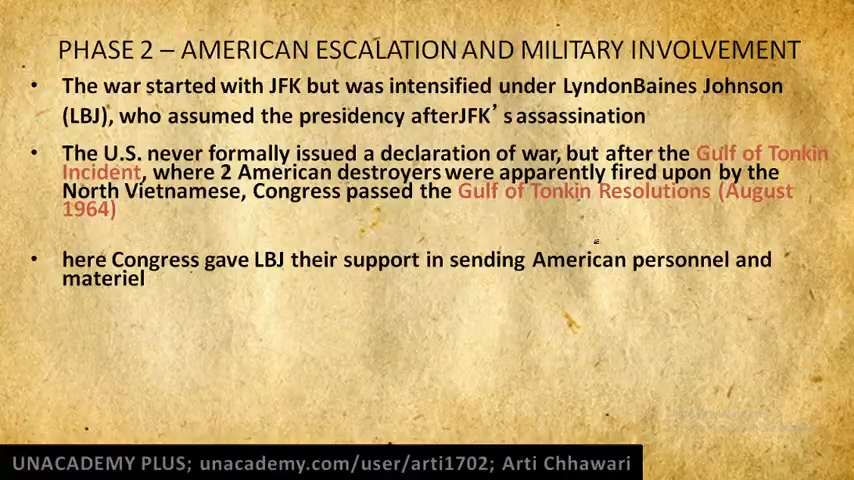 PHASE 2 – AMERICAN ESCALATION AND MILITARY INVOLVEMENT
• The war started with JFK but was intensified under LyndonBaines Johnson
(LBJ), who assumed the presidency afterJFK’s assassination
• The U.S. never formally issued a declaration of war, but after the Gulf of Tonkin
Incident, where 2 American destroyers were apparently fired upon by the
North Vietnamese, Congress passed the Gulf of Tonkin Resolutions (August
1964)
• here Congress gave LBJ their support in sending American personnel and
materiel
UNACADEMY PLUS; unacademy.com/user/arti1702; Arti Chhawari